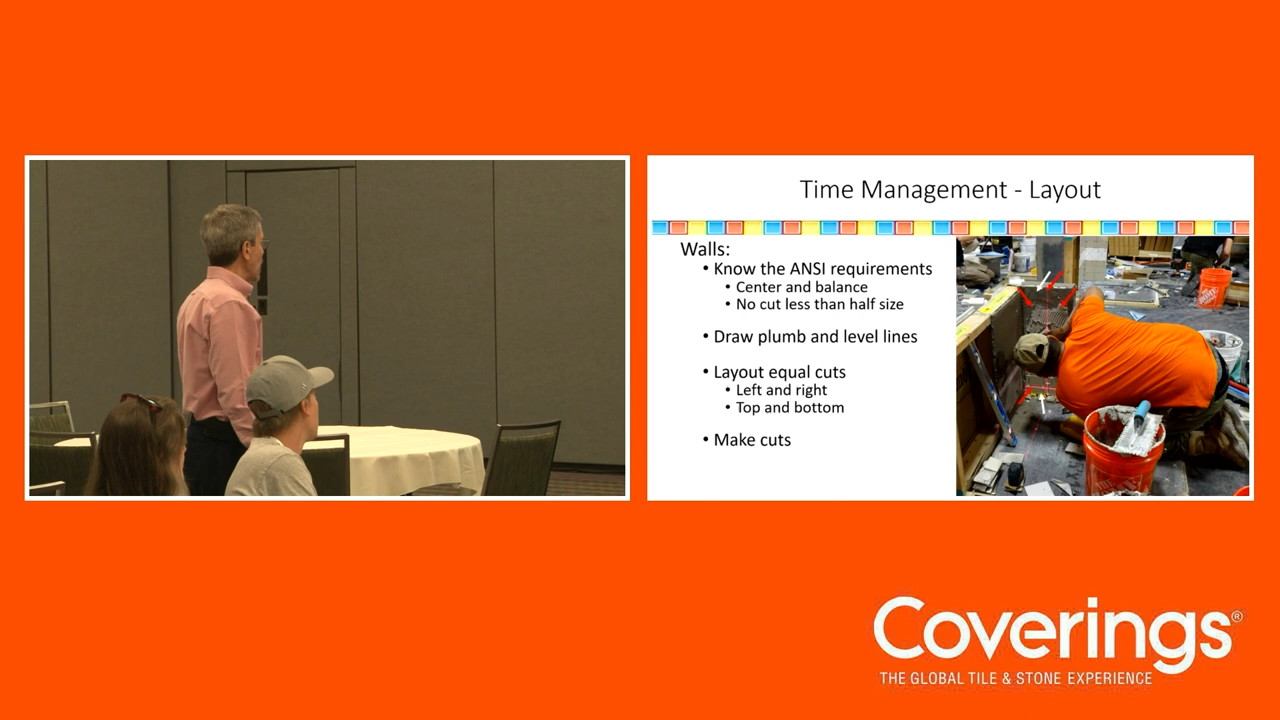 Time Management - Layout
Walls:
• Know the ANSI requirements
• Center and balance
• No cut less than half size
• Draw plumb and level lines
• Layout equal cuts
• Left and right
• Top and bottom
• Make cuts
Coverings®
THE GLOBAL TILE & STONE EXPERIENCE